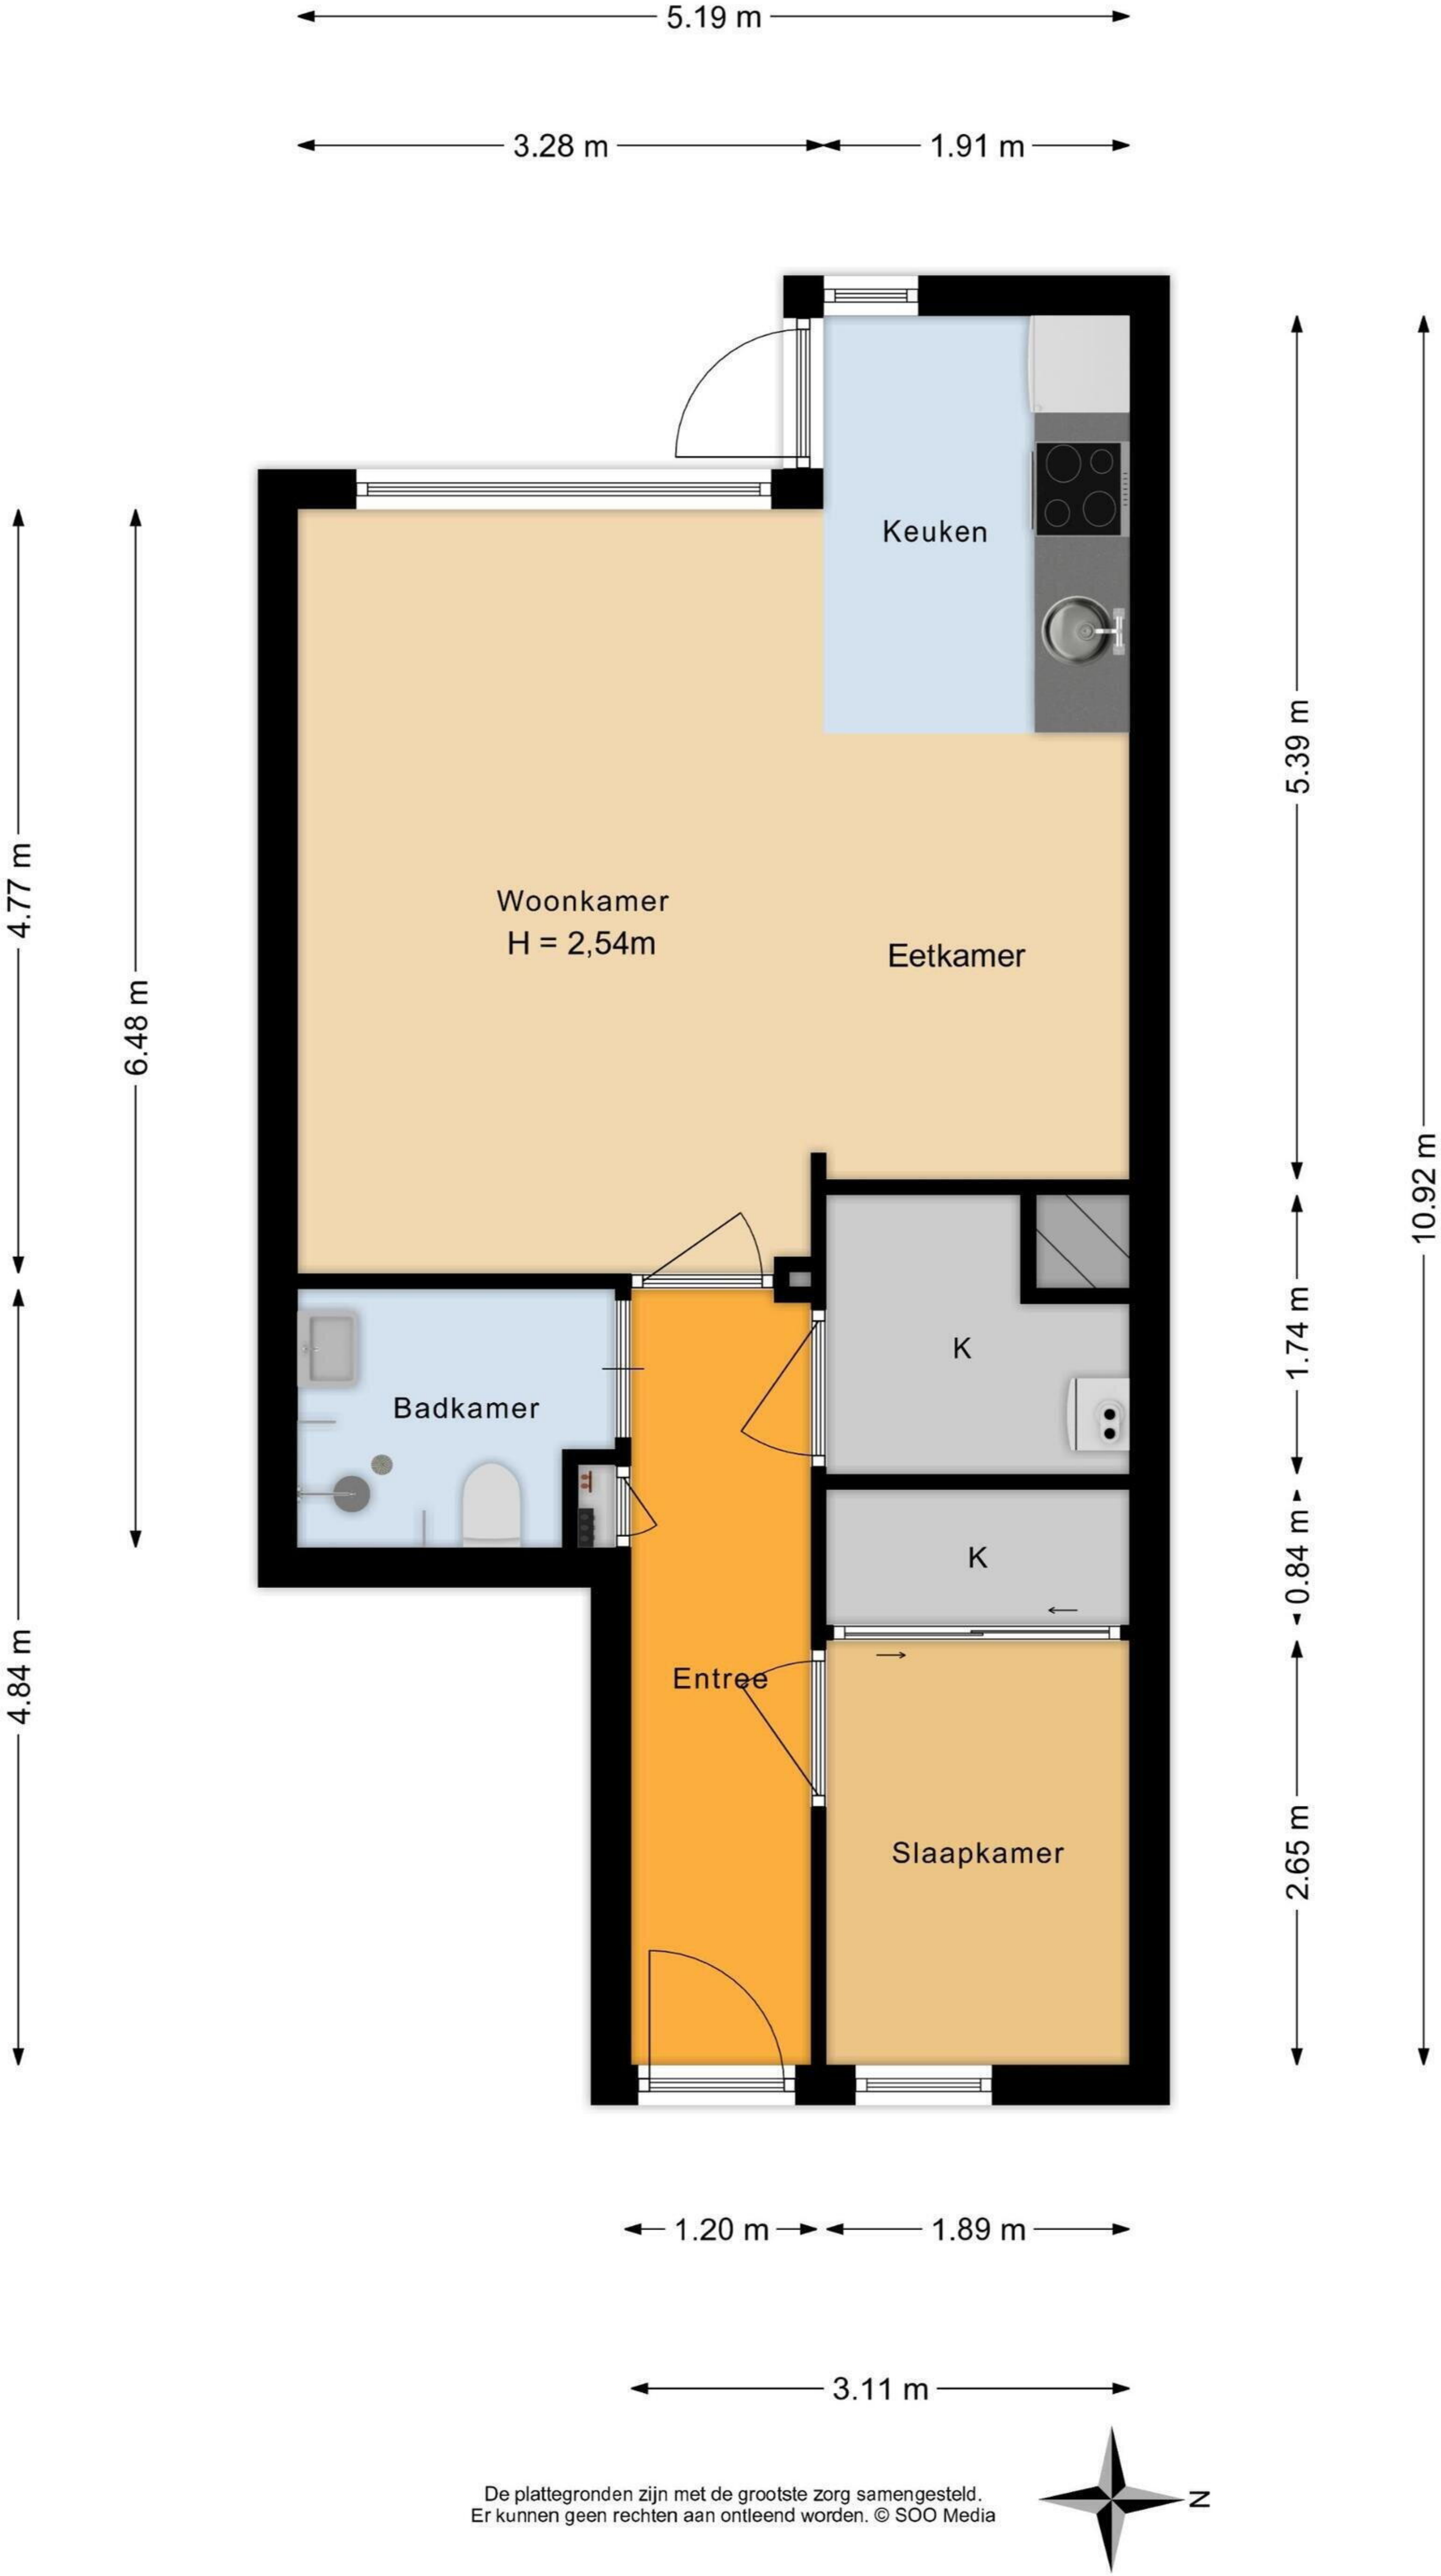 5.19 m
3.28 m
1.91 m
Keuken
5.39 m
4.77 m
Woonkamer
H = 2,54m
Eetkamer
6.48 m
10.92 m
K
1.74 m
Badkamer
K
0.84 m
Entree
4.84 m
Slaapkamer
2.65 m
1.20 m
1.89 m
3.11 m
De plattegronden zijn met de grootste zorg samengesteld.
Er kunnen geen rechten aan ontleend worden. © SOO Media
N